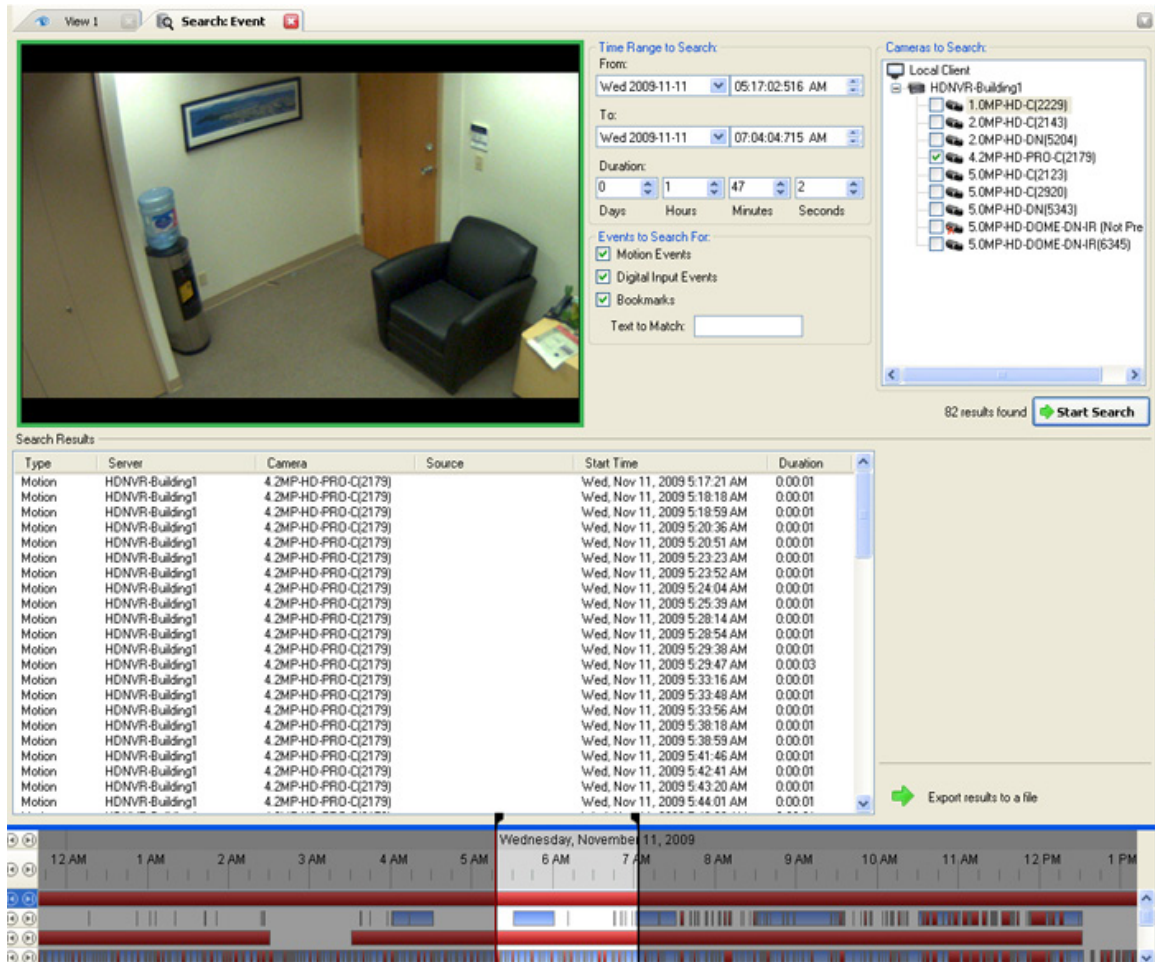 View 1
Search: Event
Time Range to Search:
From:
Wed 2009-11-11 05:17:02:516 AM
To:
Wed 2009-11-11 07:04:04:715 AM
Duration:
0 1 47 2
Days Hours Minutes Seconds
Events to Search For:
Motion Events
Digital Input Events
Bookmarks
Text to Match:
Cameras to Search:
Local Client
HDNVR-Building1
1.0MP-HD-C(2229)
2.0MP-HD-C(2143)
2.0MP-HD-DN(5204)
4.2MP-HD-PRO-C(2179)
5.0MP-HD-C(2123)
5.0MP-HD-C(2920)
5.0MP-HD-DN(5343)
5.0MP-HD-DOME-DN-IR (Not Pre
5.0MP-HD-DOME-DN-IR(6345)
82 results found Start Search
Search Results
Type Server Camera Source Start Time Duration
Motion HDNVR-Building1 4.2MP-HD-PRO-C(2179) Wed, Nov 11, 2009 5:17:21 AM 0:00:01
Motion HDNVR-Building1 4.2MP-HD-PRO-C(2179) Wed, Nov 11, 2009 5:18:18 AM 0:00:01
Motion HDNVR-Building1 4.2MP-HD-PRO-C(2179) Wed, Nov 11, 2009 5:18:59 AM 0:00:01
Motion HDNVR-Building1 4.2MP-HD-PRO-C(2179) Wed, Nov 11, 2009 5:20:36 AM 0:00:01
Motion HDNVR-Building1 4.2MP-HD-PRO-C(2179) Wed, Nov 11, 2009 5:20:51 AM 0:00:01
Motion HDNVR-Building1 4.2MP-HD-PRO-C(2179) Wed, Nov 11, 2009 5:23:23 AM 0:00:01
Motion HDNVR-Building1 4.2MP-HD-PRO-C(2179) Wed, Nov 11, 2009 5:23:52 AM 0:00:01
Motion HDNVR-Building1 4.2MP-HD-PRO-C(2179) Wed, Nov 11, 2009 5:24:04 AM 0:00:01
Motion HDNVR-Building1 4.2MP-HD-PRO-C(2179) Wed, Nov 11, 2009 5:25:39 AM 0:00:01
Motion HDNVR-Building1 4.2MP-HD-PRO-C(2179) Wed, Nov 11, 2009 5:28:14 AM 0:00:01
Motion HDNVR-Building1 4.2MP-HD-PRO-C(2179) Wed, Nov 11, 2009 5:28:54 AM 0:00:01
Motion HDNVR-Building1 4.2MP-HD-PRO-C(2179) Wed, Nov 11, 2009 5:29:38 AM 0:00:01
Motion HDNVR-Building1 4.2MP-HD-PRO-C(2179) Wed, Nov 11, 2009 5:29:47 AM 0:00:03
Motion HDNVR-Building1 4.2MP-HD-PRO-C(2179) Wed, Nov 11, 2009 5:33:16 AM 0:00:01
Motion HDNVR-Building1 4.2MP-HD-PRO-C(2179) Wed, Nov 11, 2009 5:33:48 AM 0:00:01
Motion HDNVR-Building1 4.2MP-HD-PRO-C(2179) Wed, Nov 11, 2009 5:33:56 AM 0:00:01
Motion HDNVR-Building1 4.2MP-HD-PRO-C(2179) Wed, Nov 11, 2009 5:38:18 AM 0:00:01
Motion HDNVR-Building1 4.2MP-HD-PRO-C(2179) Wed, Nov 11, 2009 5:38:59 AM 0:00:01
Motion HDNVR-Building1 4.2MP-HD-PRO-C(2179) Wed, Nov 11, 2009 5:41:46 AM 0:00:01
Motion HDNVR-Building1 4.2MP-HD-PRO-C(2179) Wed, Nov 11, 2009 5:42:41 AM 0:00:01
Motion HDNVR-Building1 4.2MP-HD-PRO-C(2179) Wed, Nov 11, 2009 5:43:20 AM 0:00:01
Motion HDNVR-Building1 4.2MP-HD-PRO-C(2179) Wed, Nov 11, 2009 5:44:01 AM 0:00:01
Export results to a file
Wednesday, November 11, 2009
12 AM 1 AM 2 AM 3 AM 4 AM 5 AM 6 AM 7 AM 8 AM 9 AM 10 AM 11 AM 12 PM 1 PM